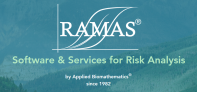 RAMAS®
Software & Services for Risk Analysis
by Applied Biomathematics®
since 1982